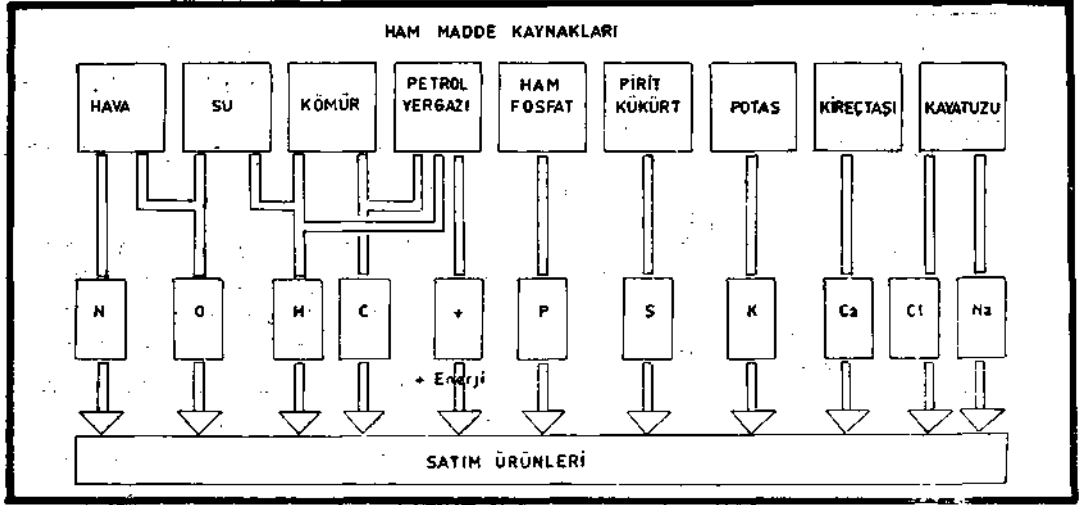 HAM MADDE KAYNAKLARI
HAVA
SU
KÖMÜR
PETROL
YERGAZI
HAM
FOSFAT
PİRİT
KÜKÜRT
POTAS
KİREÇTAŞI
KAYATUZU
N
O
H
C
+
P
S
K
Ca
Cl
Na
+ Enerji
SATIM ÜRÜNLERİ